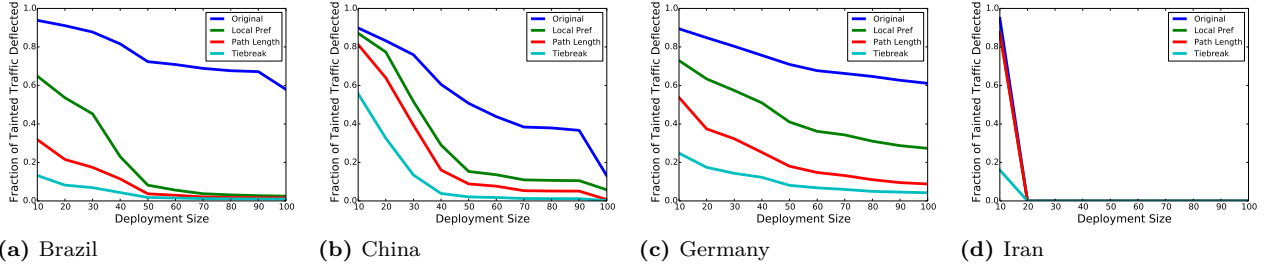 Fraction of Tainted Traffic Deflected
1.0
0.8
0.6
0.4
0.2
0.0
10 20 30 40 50 60 70 80 90 100
Deployment Size
Original
Local Pref
Path Length
Tiebreak
(a) Brazil
Fraction of Tainted Traffic Deflected
1.0
0.8
0.6
0.4
0.2
0.0
10 20 30 40 50 60 70 80 90 100
Deployment Size
Original
Local Pref
Path Length
Tiebreak
(b) China
Fraction of Tainted Traffic Deflected
1.0
0.8
0.6
0.4
0.2
0.0
10 20 30 40 50 60 70 80 90 100
Deployment Size
Original
Local Pref
Path Length
Tiebreak
(c) Germany
Fraction of Tainted Traffic Deflected
1.0
0.8
0.6
0.4
0.2
0.0
10 20 30 40 50 60 70 80 90 100
Deployment Size
Original
Local Pref
Path Length
Tiebreak
(d) Iran